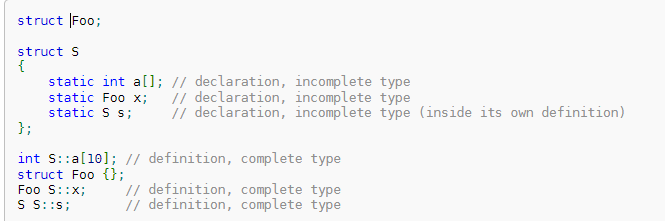 struct Foo;
struct S
{
    static int a[]; // declaration, incomplete type
    static Foo x;   // declaration, incomplete type
    static S s;     // declaration, incomplete type (inside its own definition)
};
int S::a[10]; // definition, complete type
struct Foo {};
Foo S::x;     // definition, complete type
S S::s;       // definition, complete type